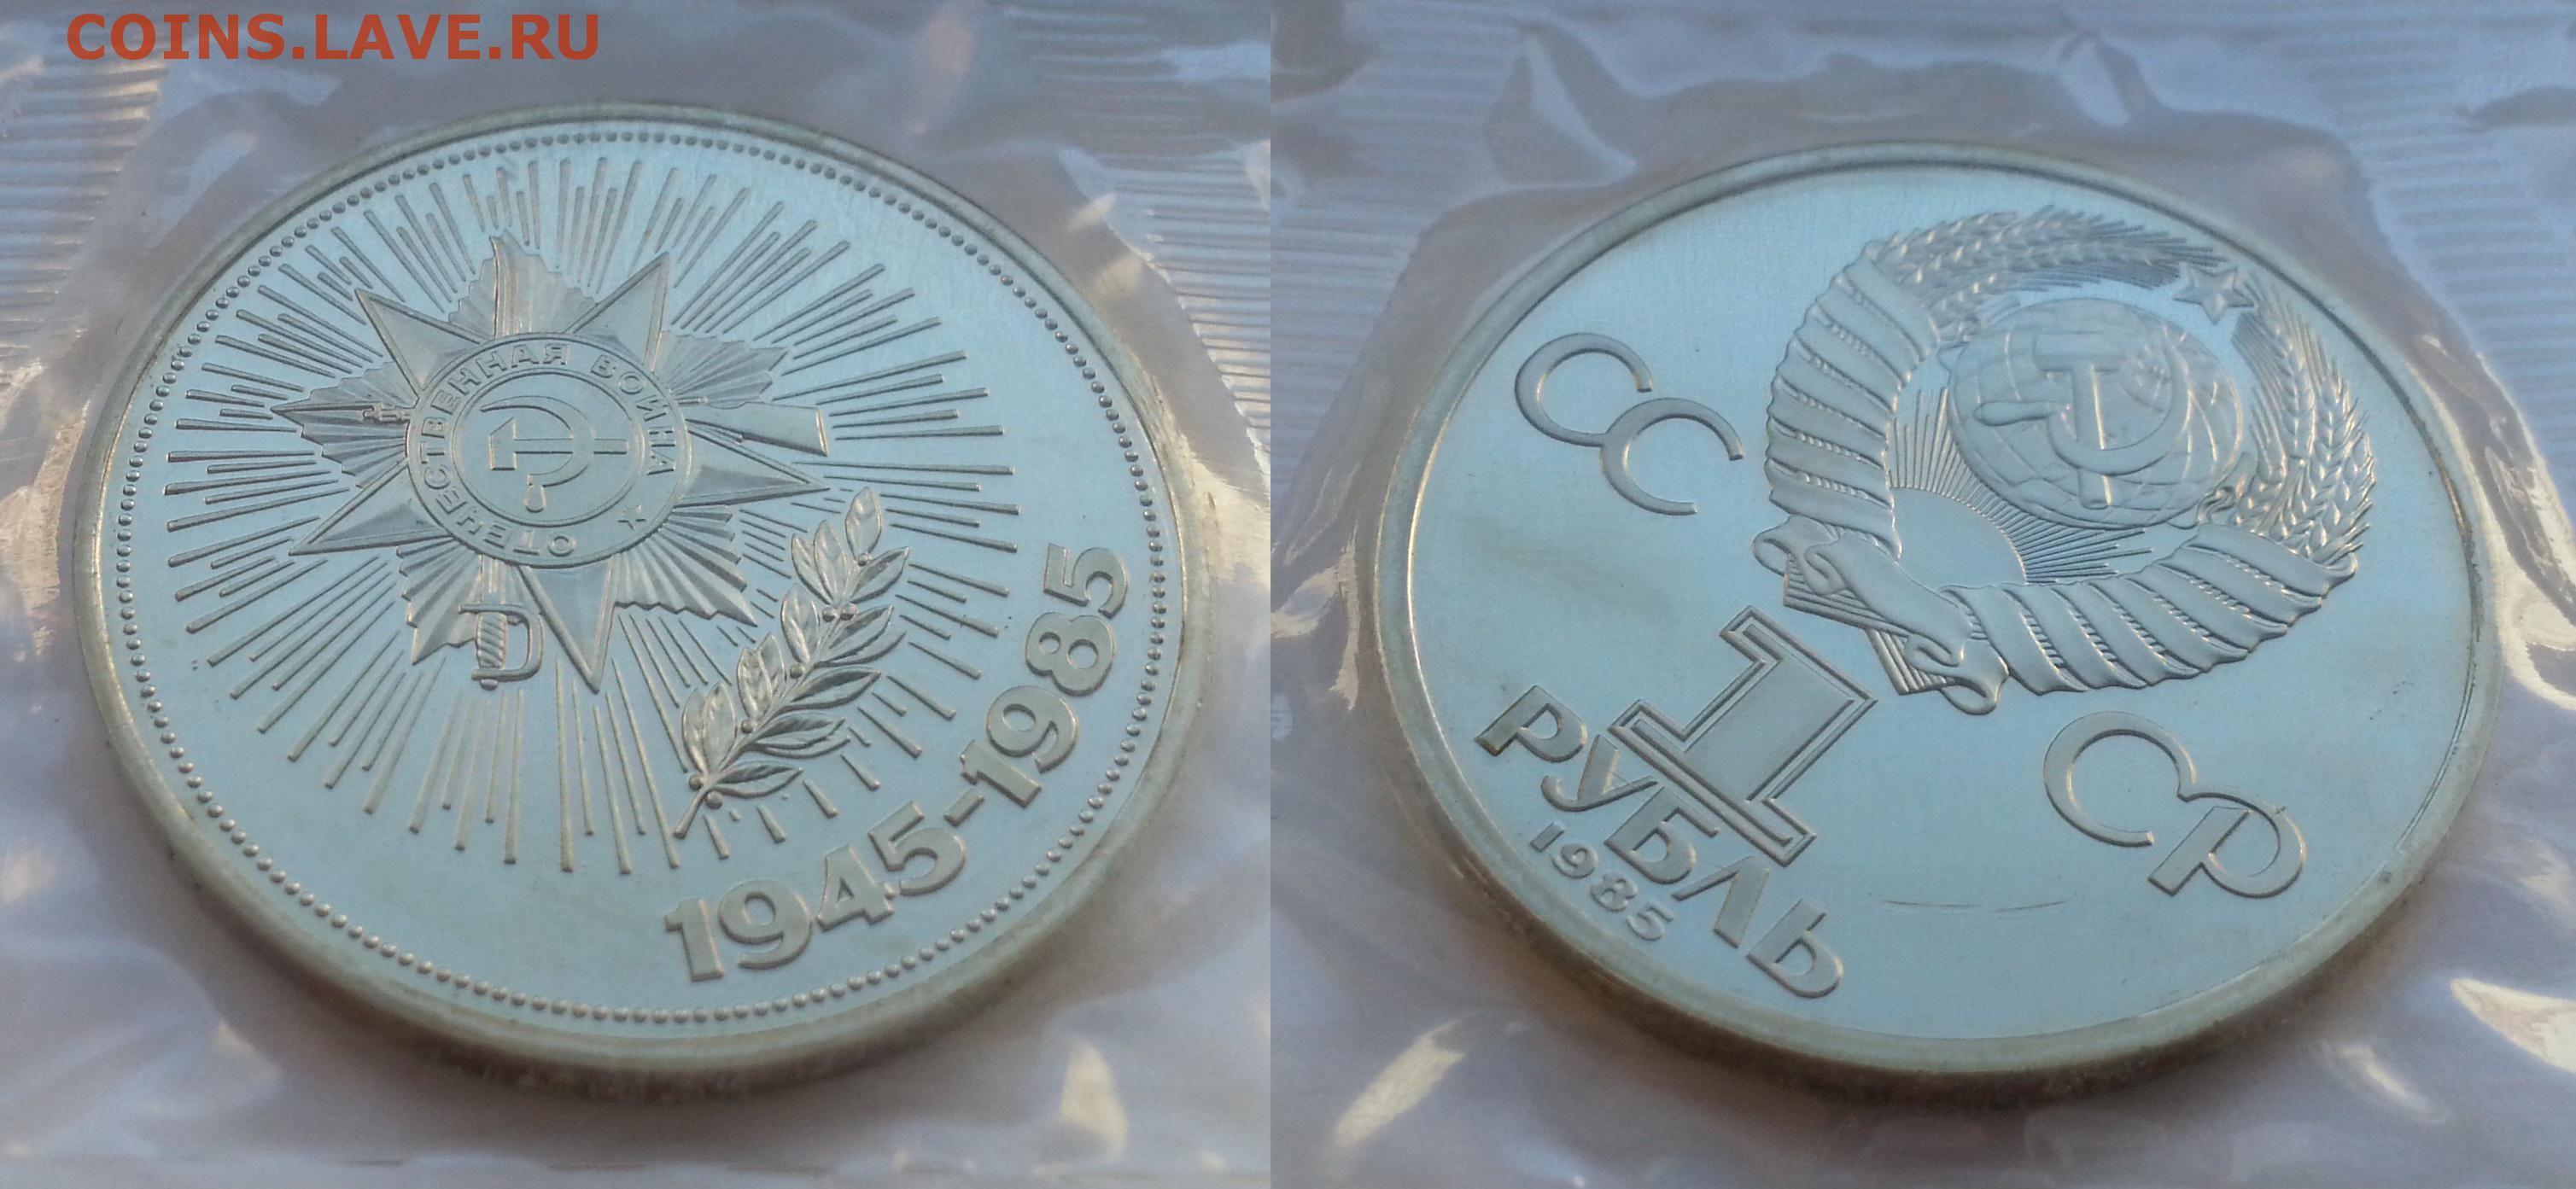 COINS.LAVE.RU
ОТЕЧЕСТВЕННАЯ ВОЙНА
1945-1985
СС
СР
1
РУБЛЬ
1985